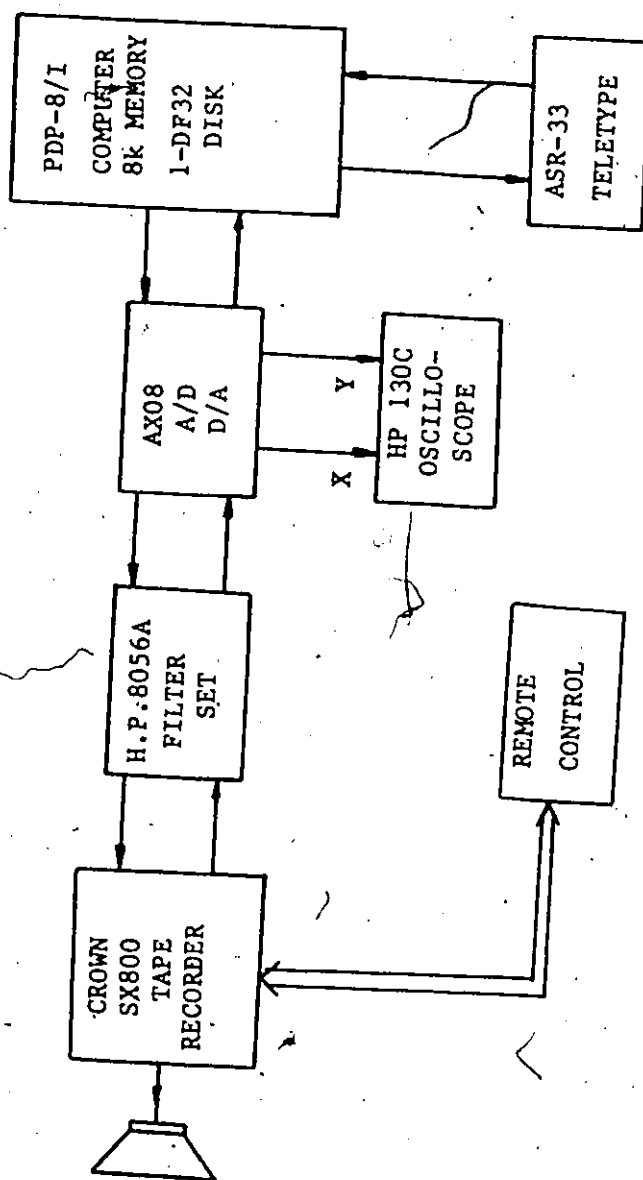 CROWN
SX800
TAPE
RECORDER
H.P. 8056A
FILTER
SET
AX08
A/D
D/A
PDP-8/I
COMPUTER
8k MEMORY
1-DF32
DISK
X
Y
HP 130C
OSCILLO-
SCOPE
ASR-33
TELETYPE
REMOTE
CONTROL